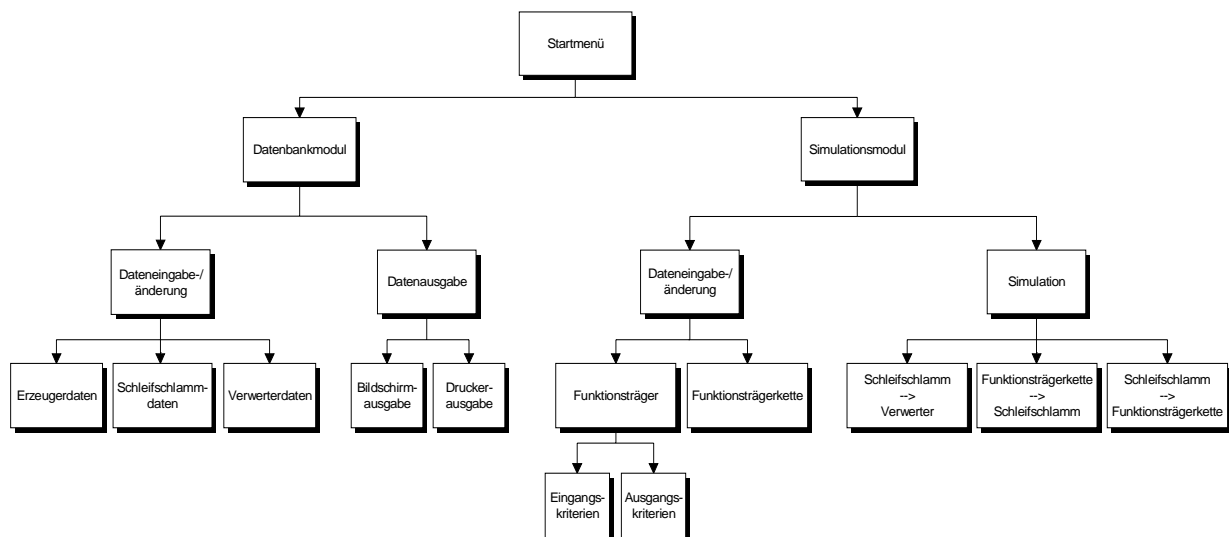 Startmenü
Datenbankmodul
Simulationsmodul
Dateneingabe-/
änderung
Datenausgabe
Dateneingabe-/
änderung
Simulation
Erzeugerdaten
Schleifschlamm-
daten
Verwerterdaten
Bildschirm-
ausgabe
Drucker-
ausgabe
Funktionsträger
Funktionsträgerkette
Schleifschlamm
-->
Verwerter
Funktionsträgerkette
-->
Schleifschlamm
Schleifschlamm
-->
Funktionsträgerkette
Eingangs-
kriterien
Ausgangs-
kriterien